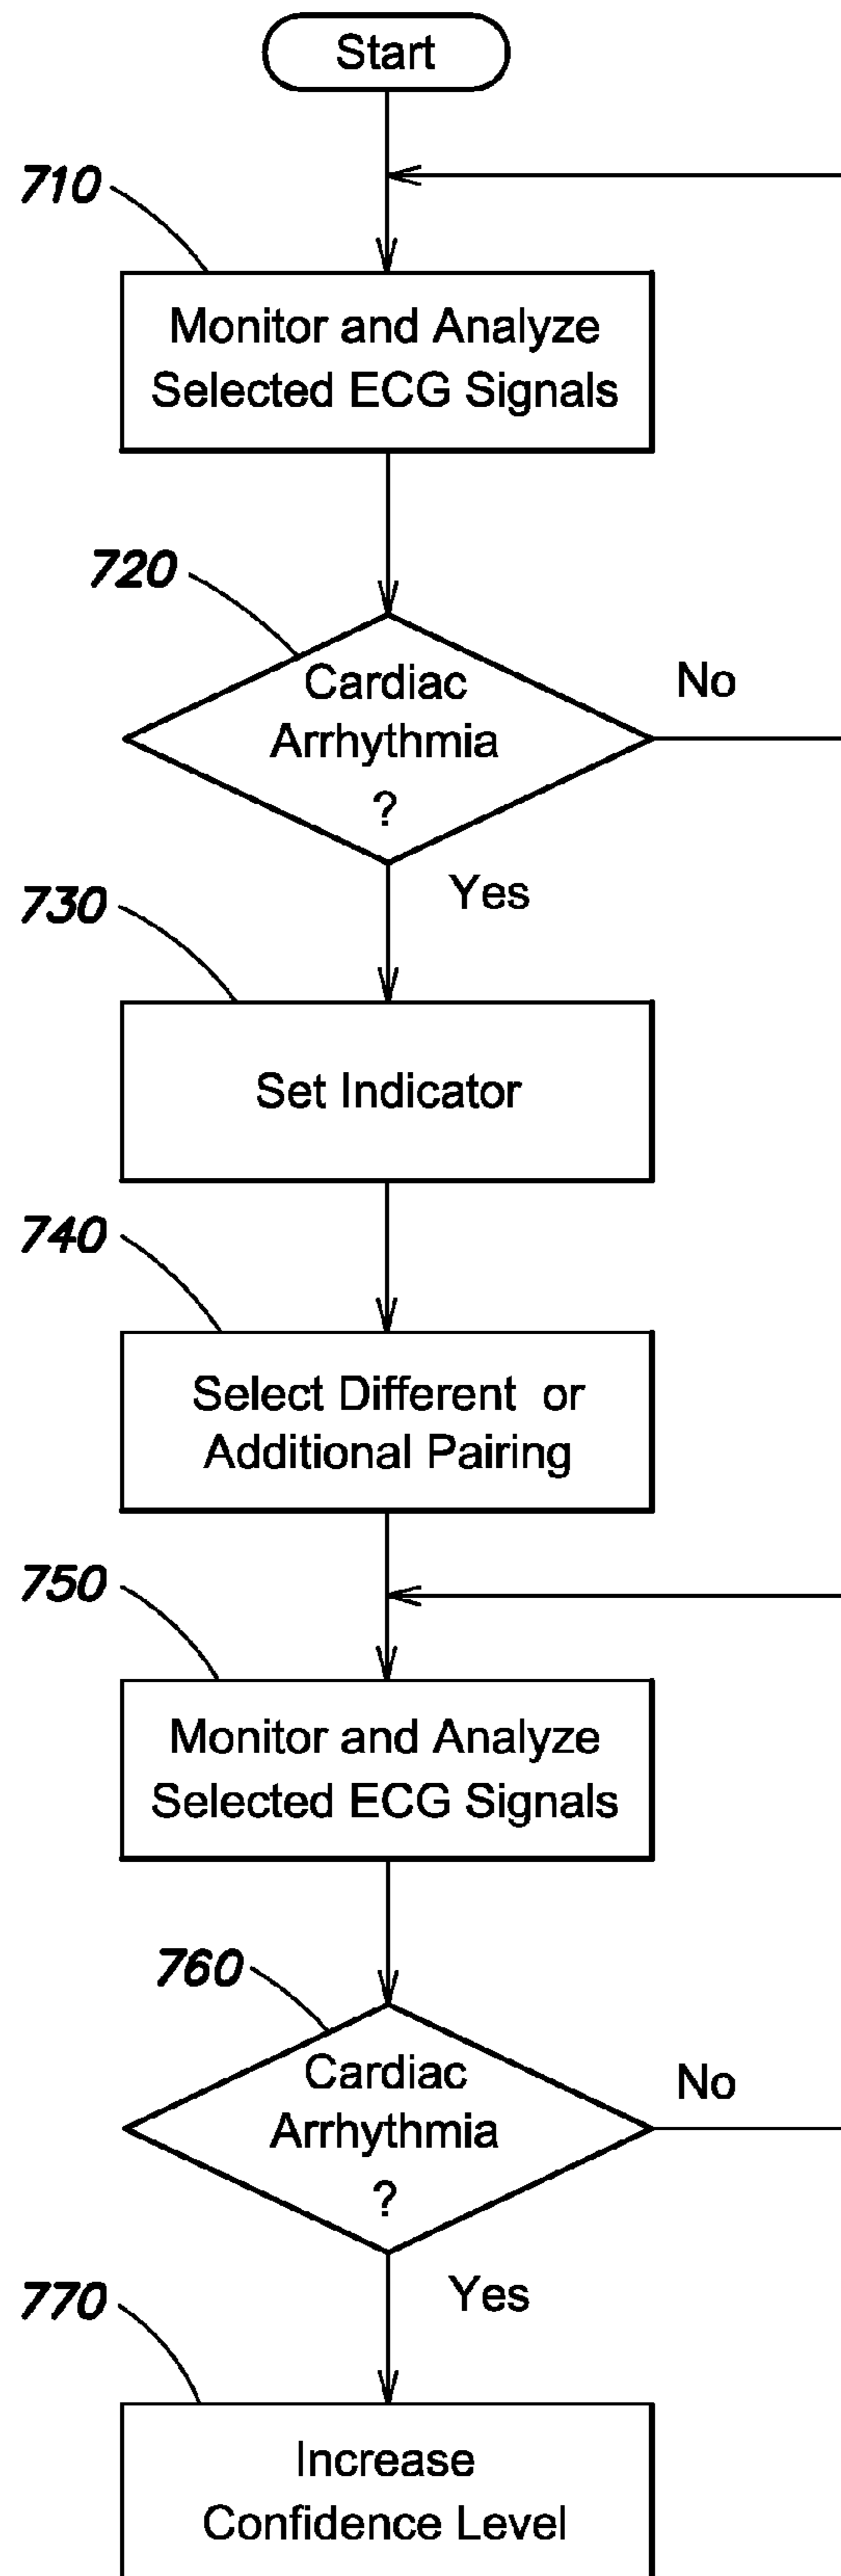 Start
710
Monitor and Analyze
Selected ECG Signals
720
Cardiac
Arrhythmia
?
No
Yes
730
Set Indicator
740
Select Different or
Additional Pairing
750
Monitor and Analyze
Selected ECG Signals
760
Cardiac
Arrhythmia
?
No
Yes
770
Increase
Confidence Level